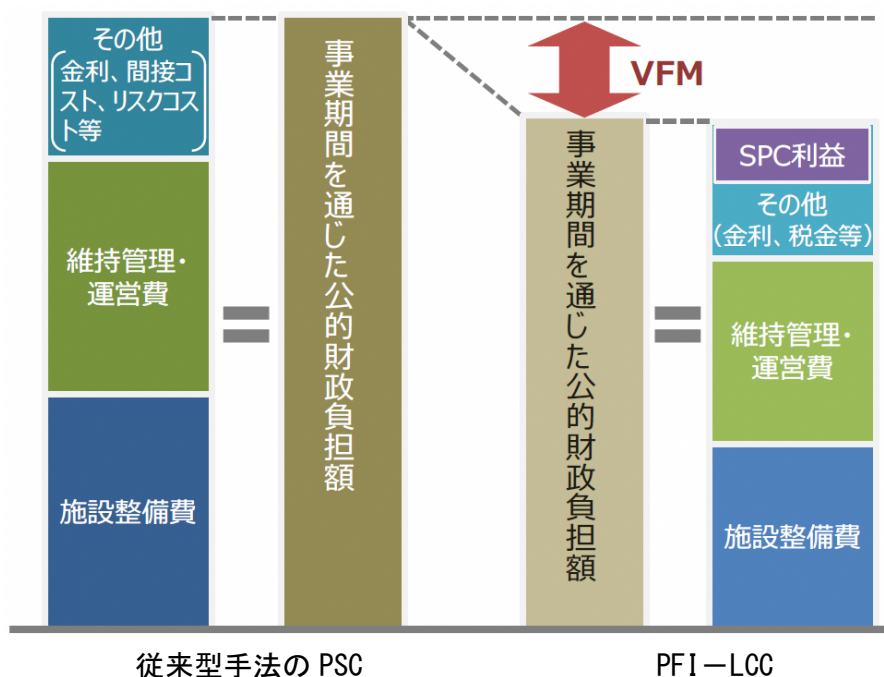 その他
金利、間接コ
スト、リスクコス
ト等
維持管理・
運営費
施設整備費
事業期間を通じた公的財政負担額
VFM
事業期間を通じた公的財政負担額
SPC利益
その他
(金利、税金等)
維持管理・
運営費
施設整備費
従来型手法の PSC
PFI－LCC